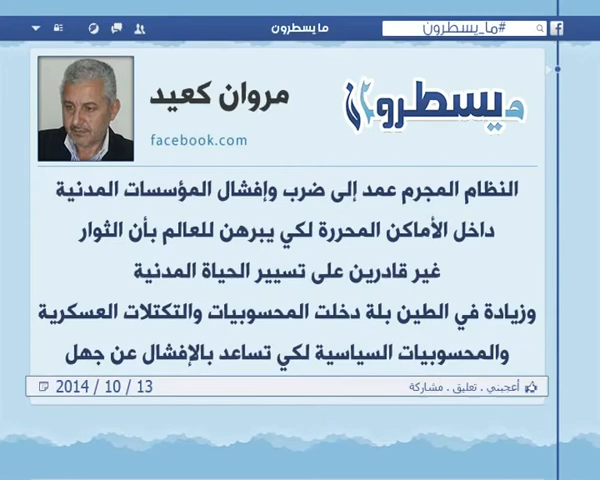 #ما_يسطرون
ما يسطرون
ما يسطرون
مروان كعيد
facebook.com
النظام المجرم عمد إلى ضرب وإفشال المؤسسات المدنية
داخل الأماكن المحررة لكي يبرهن للعالم بأن الثوار
غير قادرين على تسيير الحياة المدنية
وزيادة في الطين بلة دخلت المحسوبيات والتكتلات العسكرية
والمحسوبيات السياسية لكي تساعد بالإفشال عن جهل
أعجبني . تعليق . مشاركة
2014 / 10 / 13